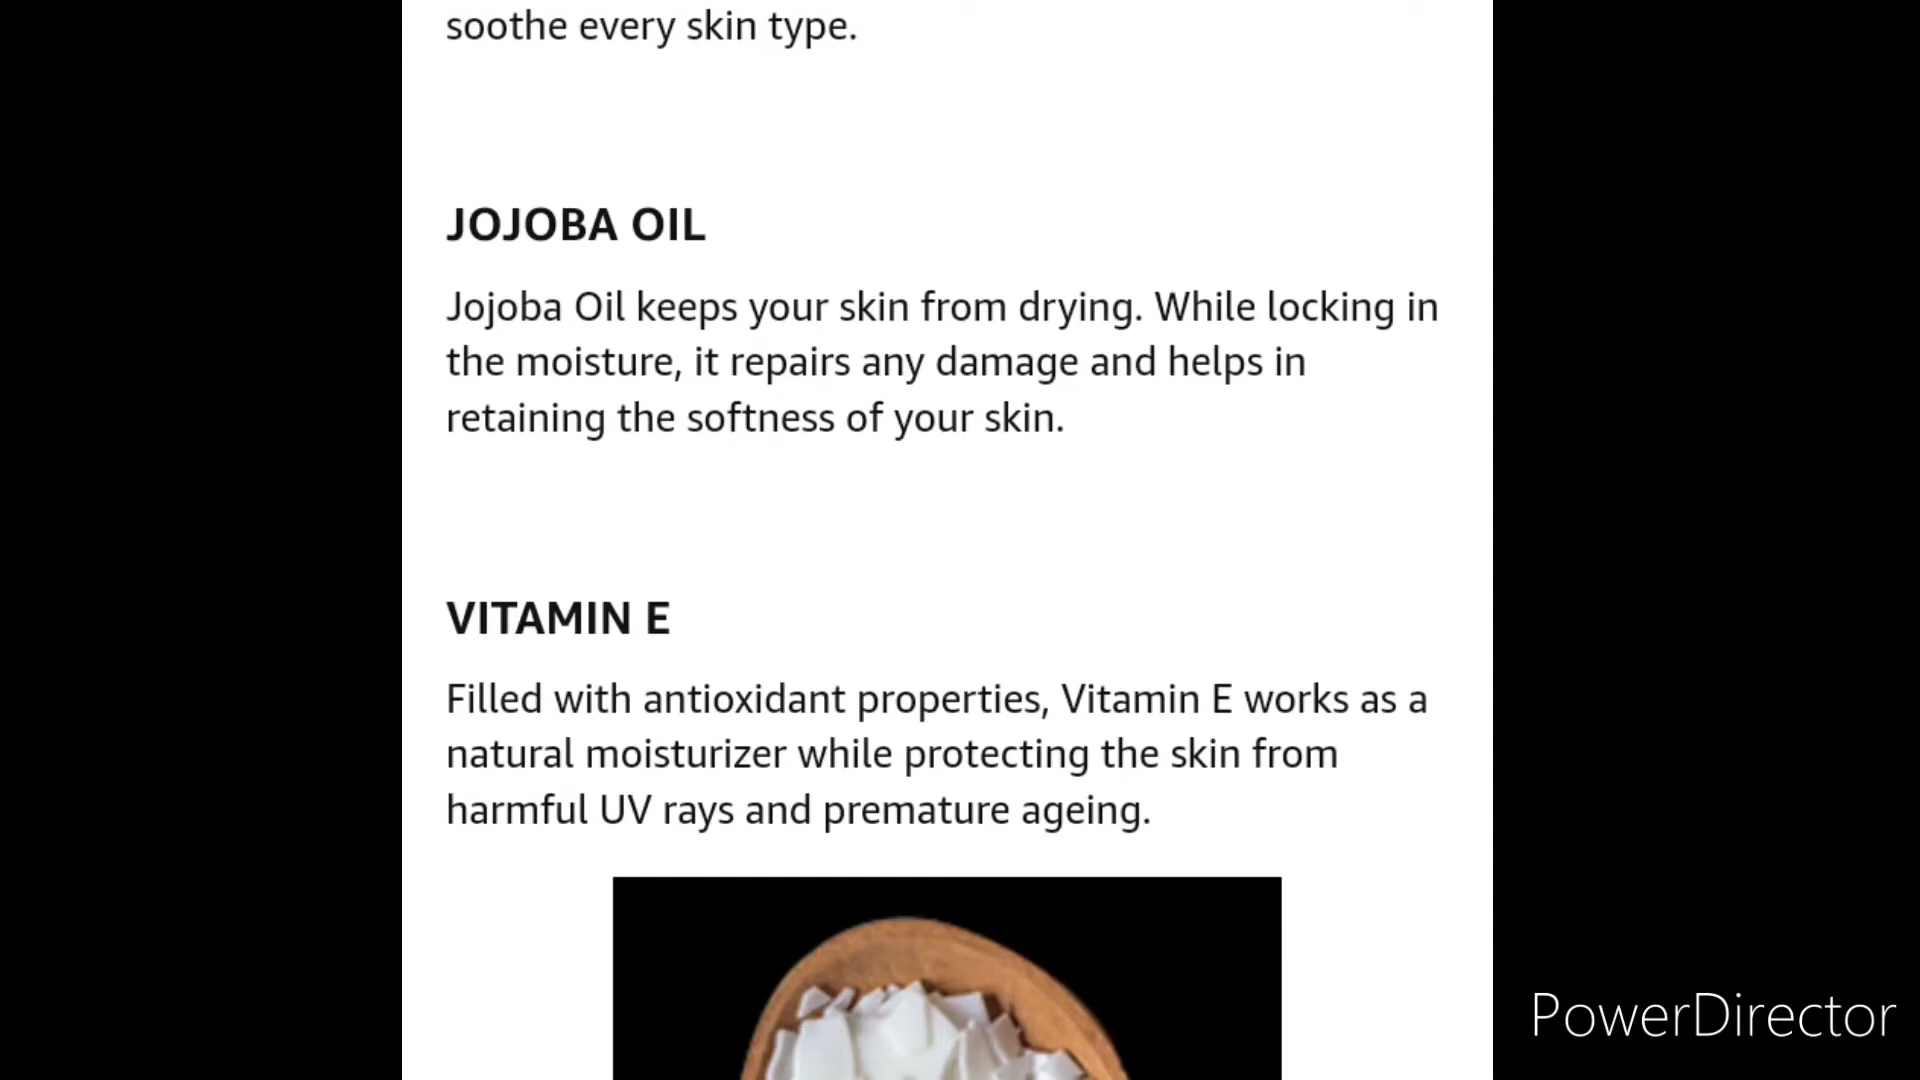 soothe every skin type.
JOJOBA OIL
Jojoba Oil keeps your skin from drying. While locking in
the moisture, it repairs any damage and helps in
retaining the softness of your skin.
VITAMIN E
Filled with antioxidant properties, Vitamin E works as a
natural moisturizer while protecting the skin from
harmful UV rays and premature ageing.
PowerDirector